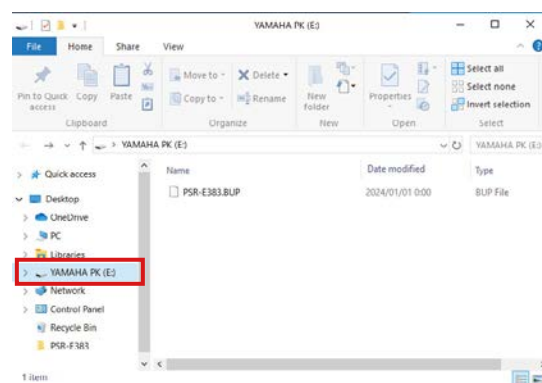 YAMAHA PK (E:)
File Home Share View
Pin to Quick access Copy Paste
Move to Copy to Delete Rename
New folder
Properties
Select all
Select none
Invert selection
Clipboard Organize New Open Select
YAMAHA PK (E:) YAMAHA PK (E:)
Quick access
Desktop
OneDrive
PC
Libraries
YAMAHA PK (E:)
Network
Control Panel
Recycle Bin
PSR-E383
Name Date modified Type
PSR-E383.BUP 2024/01/01 0:00 BUP File
1 item